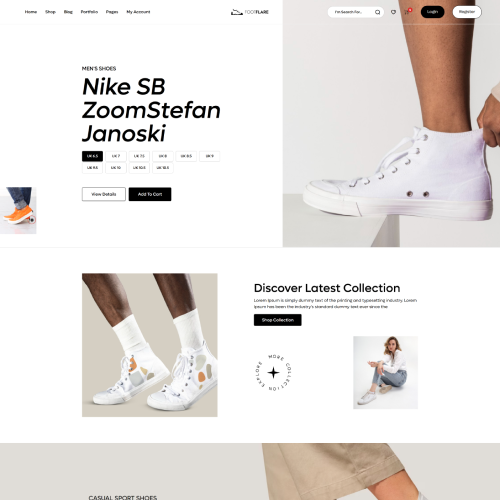 Home Shop Blog Portfolio Pages My Account
FOOTFLARE
I'm Search For...
Login
Register
MEN'S SHOES
Nike SB
ZoomStefan
Janoski
UK 6.5 UK 7 UK 7.5 UK 8 UK 8.5 UK 9
UK 9.5 UK 10 UK 10.5 UK 10.5
View Details
Add To Cart
Discover Latest Collection
Lorem Ipsum is simply dummy text of the printing and typesetting industry. Lorem
Ipsum has been the industry's standard dummy text ever since the.
Shop Collection
EXPLORE MORE COLLECTION
CASUAL SPORT SHOES